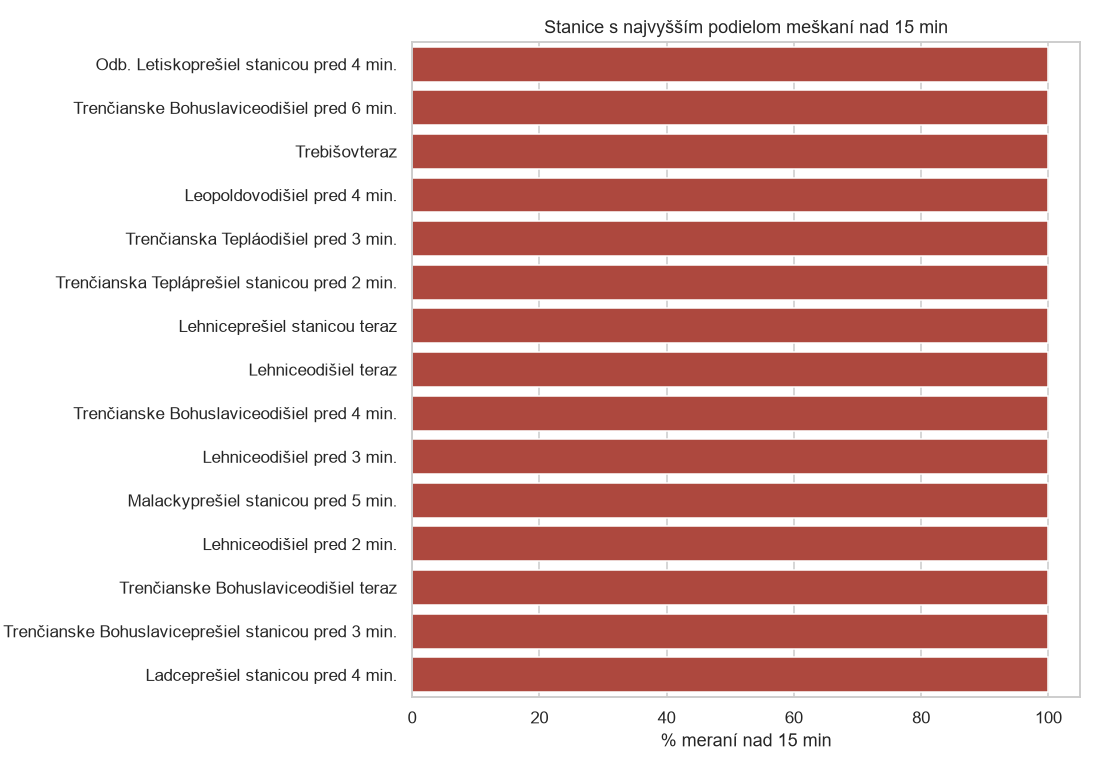 Stanice s najvyšším podielom meškaní nad 15 min
Odb. Letiskoprešiel stanicou pred 4 min.
Trenčianske Bohuslaviceodišiel pred 6 min.
Trebišovteraz
Leopoldovodišiel pred 4 min.
Trenčianska Tepláodišiel pred 3 min.
Trenčianska Tepláprešiel stanicou pred 2 min.
Lehniceprešiel stanicou teraz
Lehniceodišiel teraz
Trenčianske Bohuslaviceodišiel pred 4 min.
Lehniceodišiel pred 3 min.
Malackyprešiel stanicou pred 5 min.
Lehniceodišiel pred 2 min.
Trenčianske Bohuslaviceodišiel teraz
Trenčianske Bohuslaviceprešiel stanicou pred 3 min.
Ladceprešiel stanicou pred 4 min.
0 20 40 60 80 100
% meraní nad 15 min